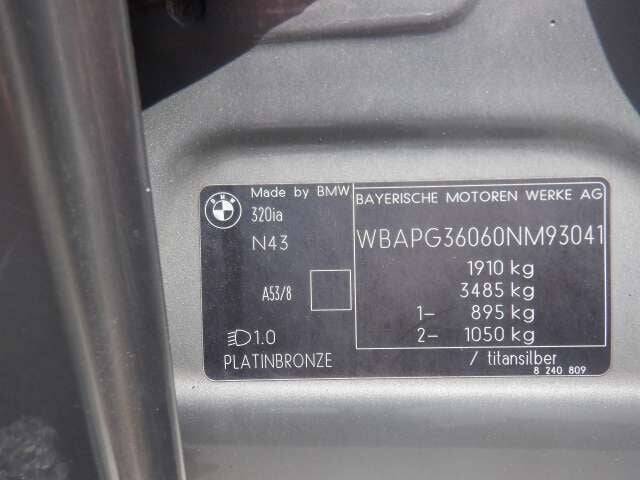 BMW
Made by BMW
320ia
N43
A53/8
1.0
PLATINBRONZE
BAYERISCHE MOTOREN WERKE AG
WBAPG36060NM93041
1910 kg
3485 kg
1- 895 kg
2- 1050 kg
/ titansilber
8 240 809